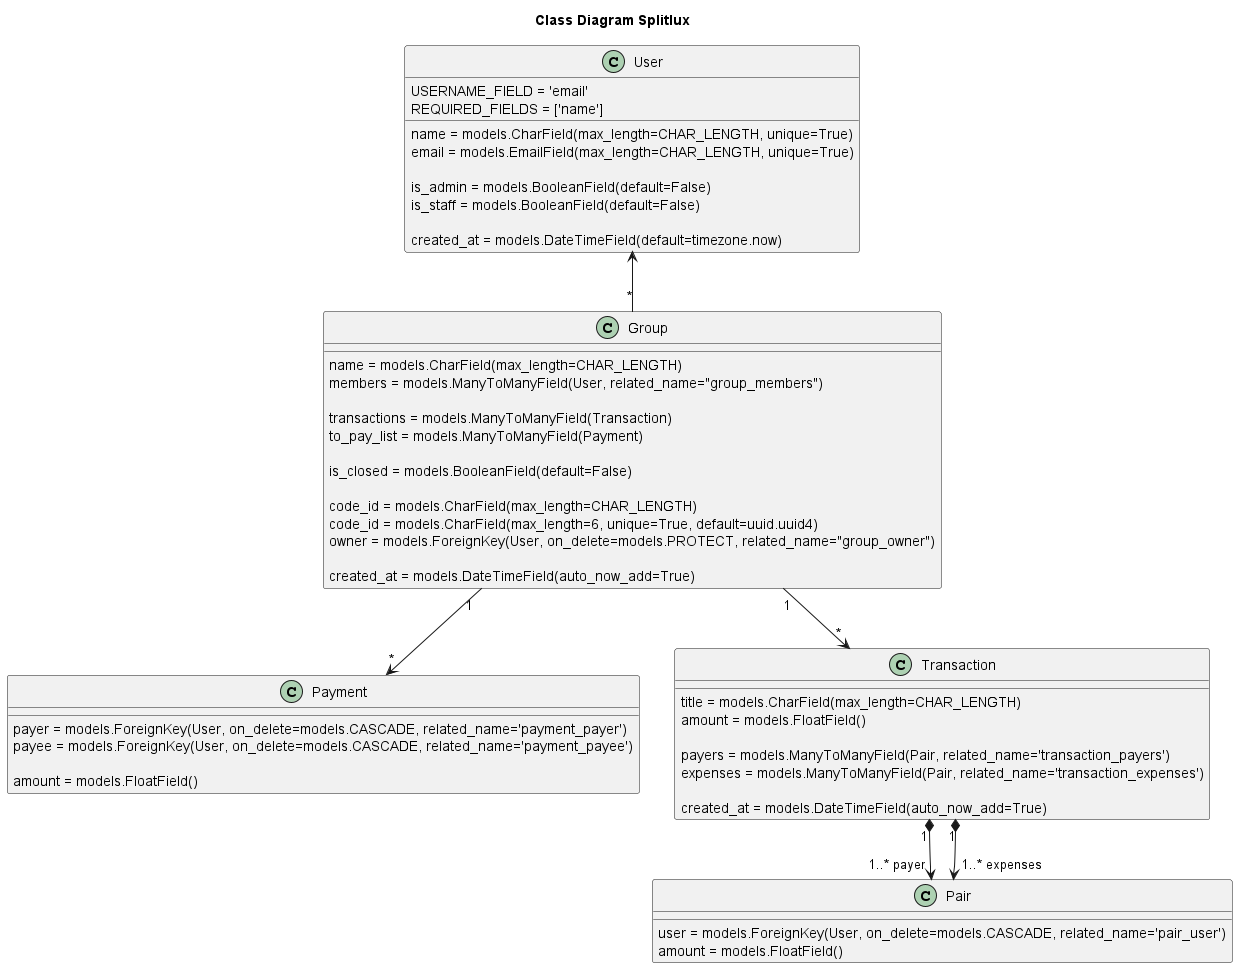 Class Diagram Splitlux
C User
USERNAME_FIELD = 'email'
REQUIRED_FIELDS = ['name']
name = models.CharField(max_length=CHAR_LENGTH, unique=True)
email = models.EmailField(max_length=CHAR_LENGTH, unique=True)
is_admin = models.BooleanField(default=False)
is_staff = models.BooleanField(default=False)
created_at = models.DateTimeField(default=timezone.now)
*
C Group
name = models.CharField(max_length=CHAR_LENGTH)
members = models.ManyToManyField(User, related_name="group_members")
transactions = models.ManyToManyField(Transaction)
to_pay_list = models.ManyToManyField(Payment)
is_closed = models.BooleanField(default=False)
code_id = models.CharField(max_length=CHAR_LENGTH)
code_id = models.CharField(max_length=6, unique=True, default=uuid.uuid4)
owner = models.ForeignKey(User, on_delete=models.PROTECT, related_name="group_owner")
created_at = models.DateTimeField(auto_now_add=True)
1
*
1
*
C Payment
payer = models.ForeignKey(User, on_delete=models.CASCADE, related_name='payment_payer')
payee = models.ForeignKey(User, on_delete=models.CASCADE, related_name='payment_payee')
amount = models.FloatField()
C Transaction
title = models.CharField(max_length=CHAR_LENGTH)
amount = models.FloatField()
payers = models.ManyToManyField(Pair, related_name='transaction_payers')
expenses = models.ManyToManyField(Pair, related_name='transaction_expenses')
created_at = models.DateTimeField(auto_now_add=True)
1
1
1..* payer
1..* expenses
C Pair
user = models.ForeignKey(User, on_delete=models.CASCADE, related_name='pair_user')
amount = models.FloatField()